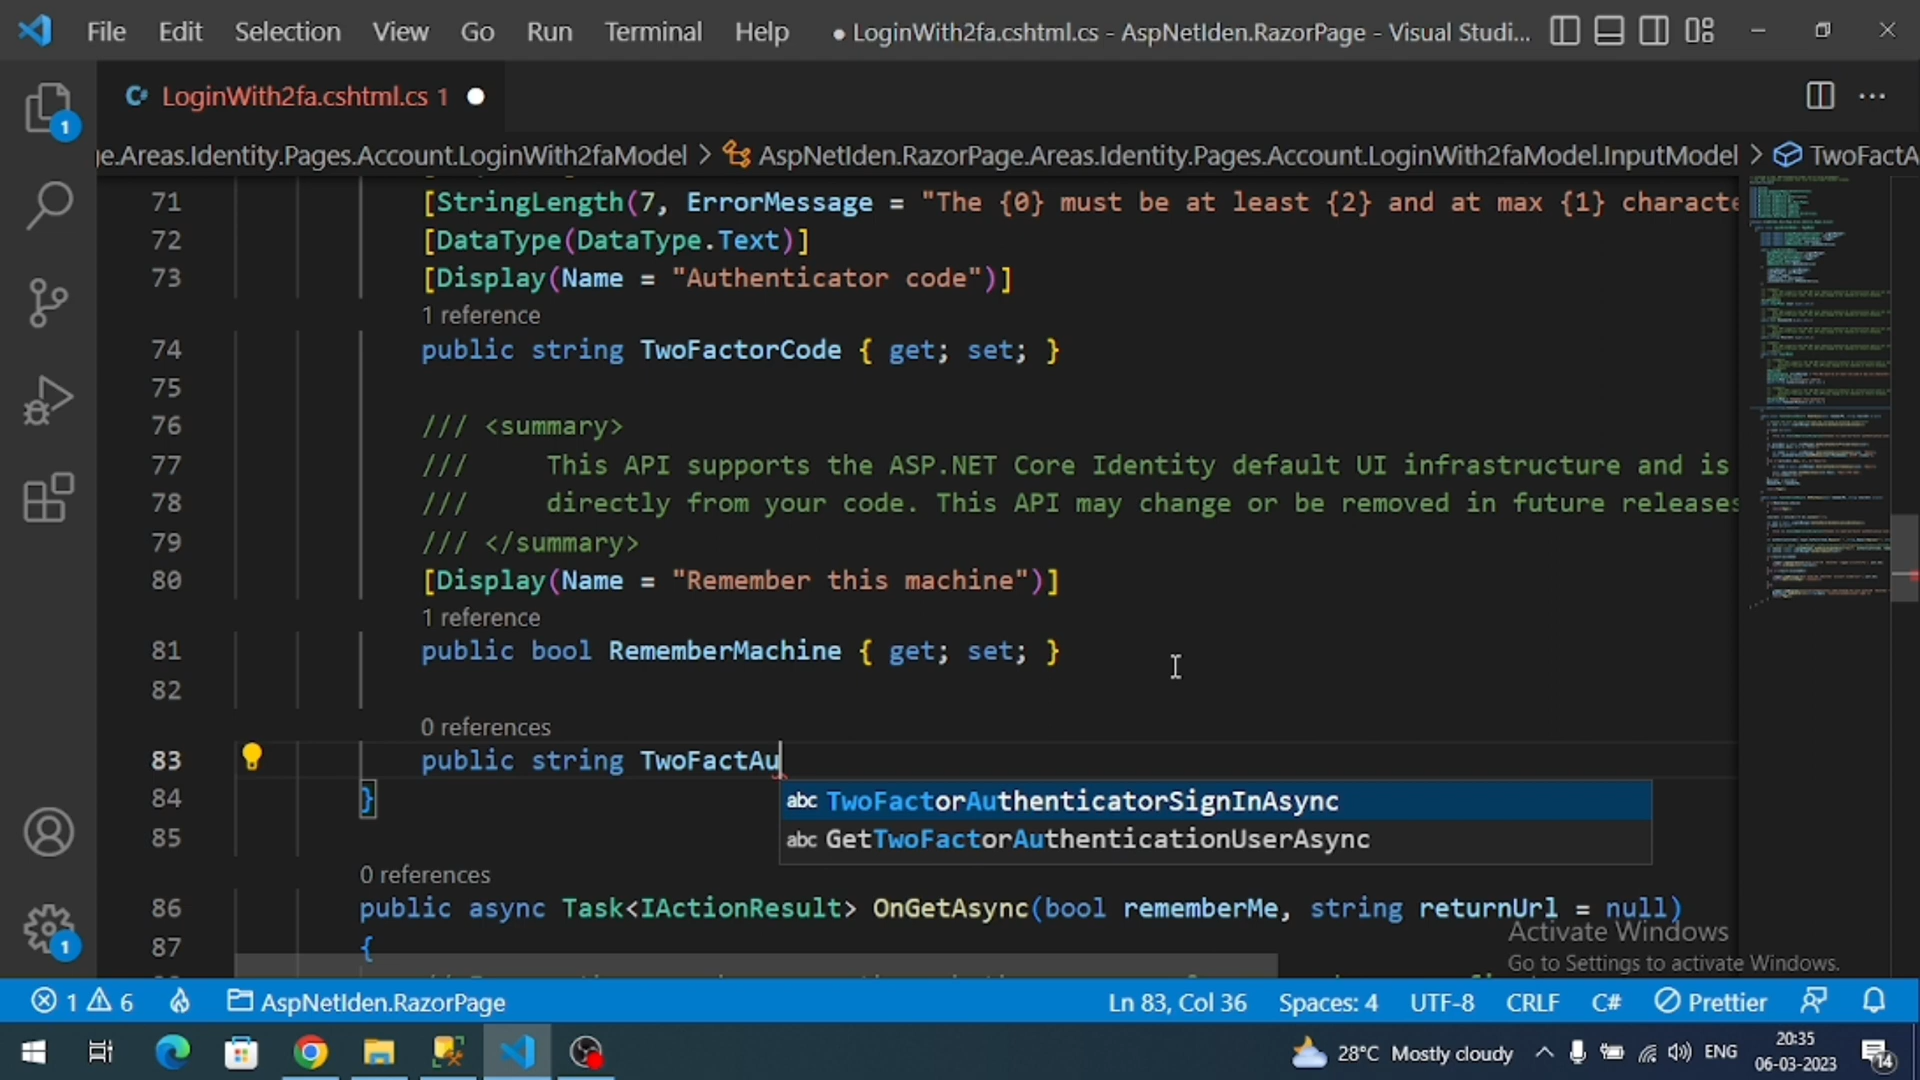 File Edit Selection View Go Run Terminal Help ● LoginWith2fa.cshtml.cs - AspNetIden.RazorPage - Visual Studi...
LoginWith2fa.cshtml.cs 1
e.Areas.Identity.Pages.Account.LoginWith2faModel > AspNetIden.RazorPage.Areas.Identity.Pages.Account.LoginWith2faModel.InputModel > TwoFactA
71 [StringLength(7, ErrorMessage = "The {0} must be at least {2} and at max {1} characte
72 [DataType(DataType.Text)]
73 [Display(Name = "Authenticator code")]
1 reference
74 public string TwoFactorCode { get; set; }
75
76 /// <summary>
77 /// This API supports the ASP.NET Core Identity default UI infrastructure and is
78 /// directly from your code. This API may change or be removed in future releases
79 /// </summary>
80 [Display(Name = "Remember this machine")]
1 reference
81 public bool RememberMachine { get; set; }
82
0 references
83 public string TwoFactAu
84 }
abc TwoFactorAuthenticatorSignInAsync
85
abc GetTwoFactorAuthenticationUserAsync
0 references
86 public async Task<IActionResult> OnGetAsync(bool rememberMe, string returnUrl = null)
87 {
Activate Windows
Go to Settings to activate Windows.
1 6 AspNetIden.RazorPage Ln 83, Col 36 Spaces: 4 UTF-8 CRLF C# Prettier
28°C Mostly cloudy ENG 20:35
06-03-2023 14